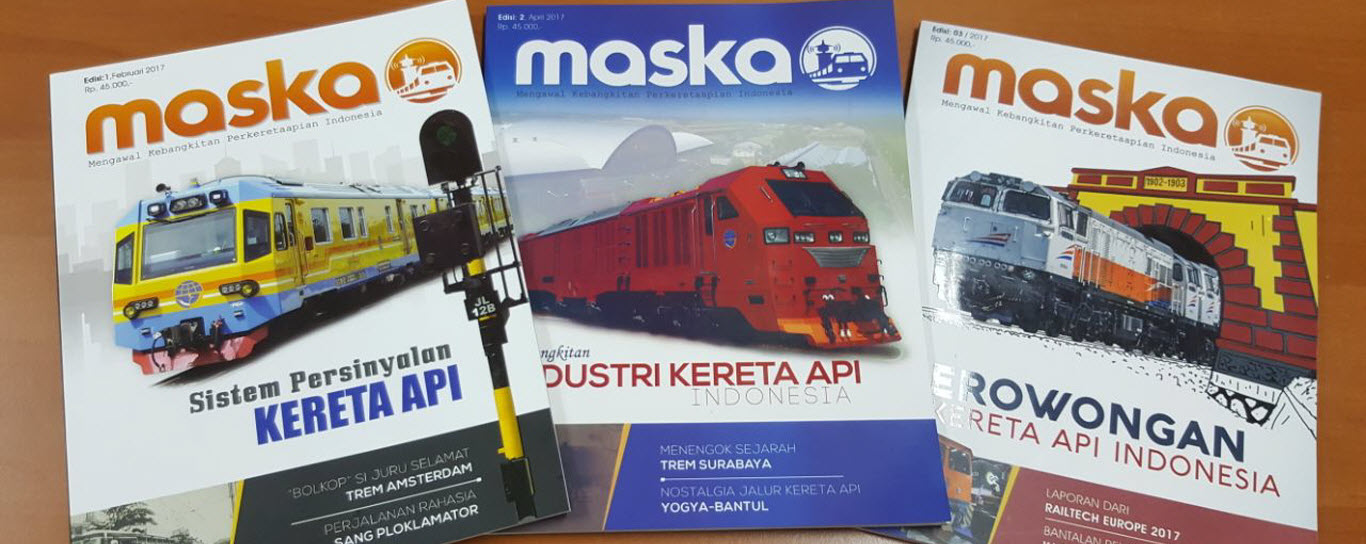 Edisi: 1, Februari 2017
Rp. 45.000,-
maska
Mengawal Kebangkitan Perkeretaapian Indonesia
JL
12B
Sistem Persinyalan
KERETA API
"BOLKOP" SI JURU SELAMAT
TREM AMSTERDAM
PERJALANAN RAHASIA
SANG PLOKLAMATOR
Edisi: 2, April 2017
Rp. 45.000,-
maska
Mengawal Kebangkitan Perkeretaapian Indonesia
ngkitan
DUSTRI KERETA API
INDONESIA
MENENGOK SEJARAH
TREM SURABAYA
NOSTALGIA JALUR KERETA API
YOGYA-BANTUL
Edisi: 03 / 2017
Rp. 45.000,-
maska
Mengawal Kebangkitan Perkeretaapian Indonesia
1902-1903
EROWONGAN
KERETA API INDONESIA
LAPORAN DARI
RAILTECH EUROPE 2017
BANTALAN